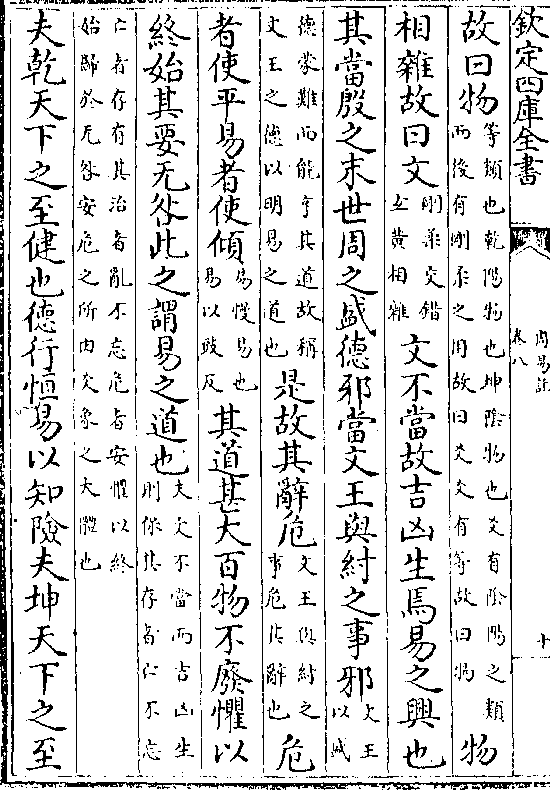 欽定四庫全書
周易註
卷八
十
故曰物等類也乾陽物也坤陰物也爻有陰陽之類而後有剛柔之用故曰爻爻有等故曰物物
相雜故曰文剛柔交錯玄黄相雜文不當故吉凶生焉易之興也
其當殷之末世周之盛德邪當文王與紂之事邪文王以盛
德蒙難而能亨其道故稱文王之德以明易之道也是故其辭危文王與紂之事危其辭也危
者使平易者使傾易慢易也易以豉反其道甚大百物不廢懼以
終始其要无咎此之謂易之道也夫文不當而吉凶生則保其存者亡不忘
亡者存有其治者亂不忘危者安懼以終始歸於无咎安危之所由爻象之大體也
夫乾天下之至健也德行恒易以知險夫坤天下之至